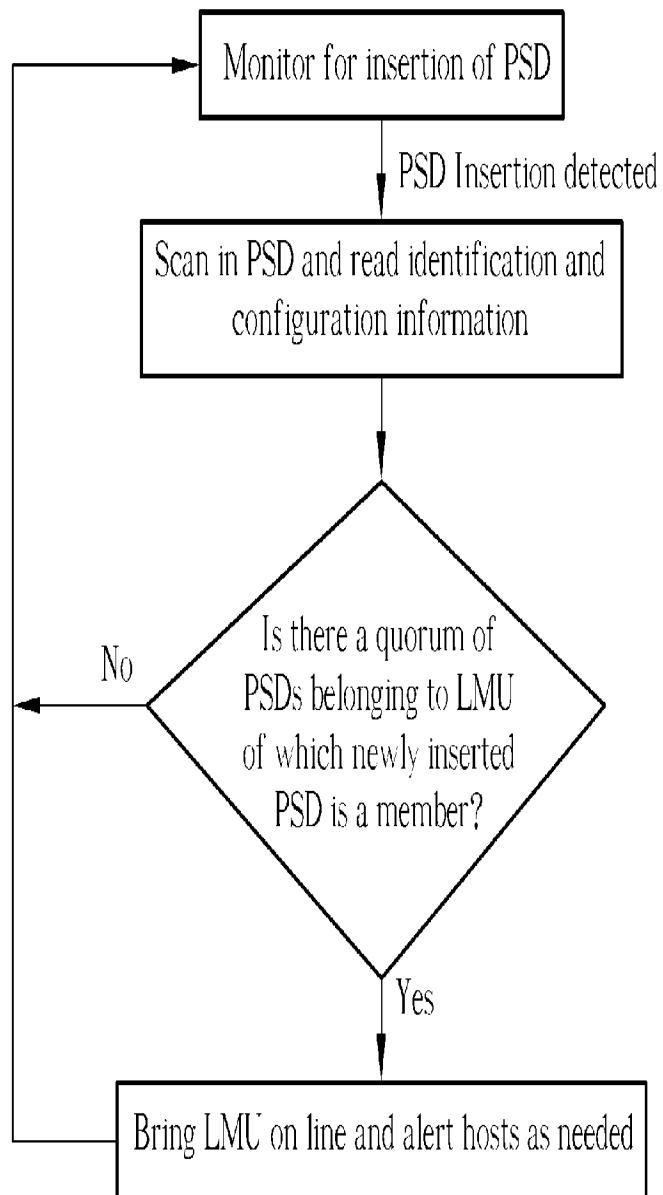 Monitor for insertion of PSD
PSD Insertion detected
Scan in PSD and read identification and
configuration information
Is there a quorum of
PSDs belonging to LMU
of which newly inserted
PSD is a member?
No
Yes
Bring LMU on line and alert hosts as needed